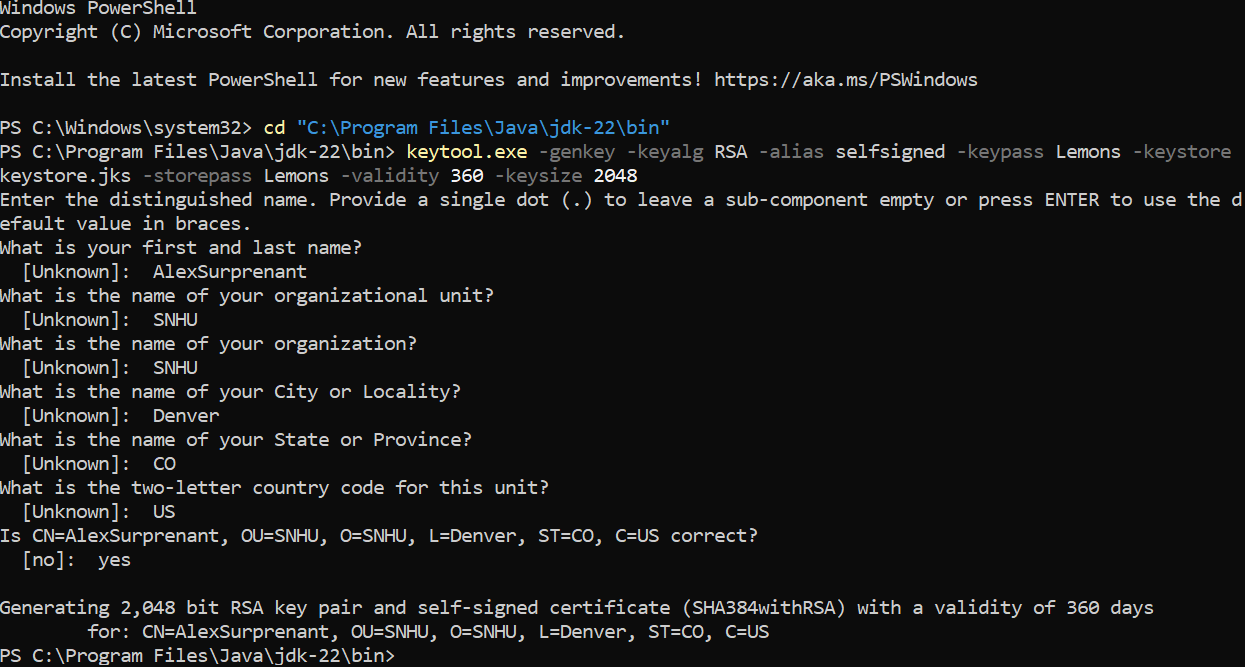 Windows PowerShell
Copyright (C) Microsoft Corporation. All rights reserved.
Install the latest PowerShell for new features and improvements! https://aka.ms/PSWindows
PS C:\Windows\system32> cd "C:\Program Files\Java\jdk-22\bin"
PS C:\Program Files\Java\jdk-22\bin> keytool.exe -genkey -keyalg RSA -alias selfsigned -keypass Lemons -keystore
keystore.jks -storepass Lemons -validity 360 -keysize 2048
Enter the distinguished name. Provide a single dot (.) to leave a sub-component empty or press ENTER to use the d
efault value in braces.
What is your first and last name?
  [Unknown]:  AlexSurprenant
What is the name of your organizational unit?
  [Unknown]:  SNHU
What is the name of your organization?
  [Unknown]:  SNHU
What is the name of your City or Locality?
  [Unknown]:  Denver
What is the name of your State or Province?
  [Unknown]:  CO
What is the two-letter country code for this unit?
  [Unknown]:  US
Is CN=AlexSurprenant, OU=SNHU, O=SNHU, L=Denver, ST=CO, C=US correct?
  [no]:  yes
Generating 2,048 bit RSA key pair and self-signed certificate (SHA384withRSA) with a validity of 360 days
        for: CN=AlexSurprenant, OU=SNHU, O=SNHU, L=Denver, ST=CO, C=US
PS C:\Program Files\Java\jdk-22\bin>